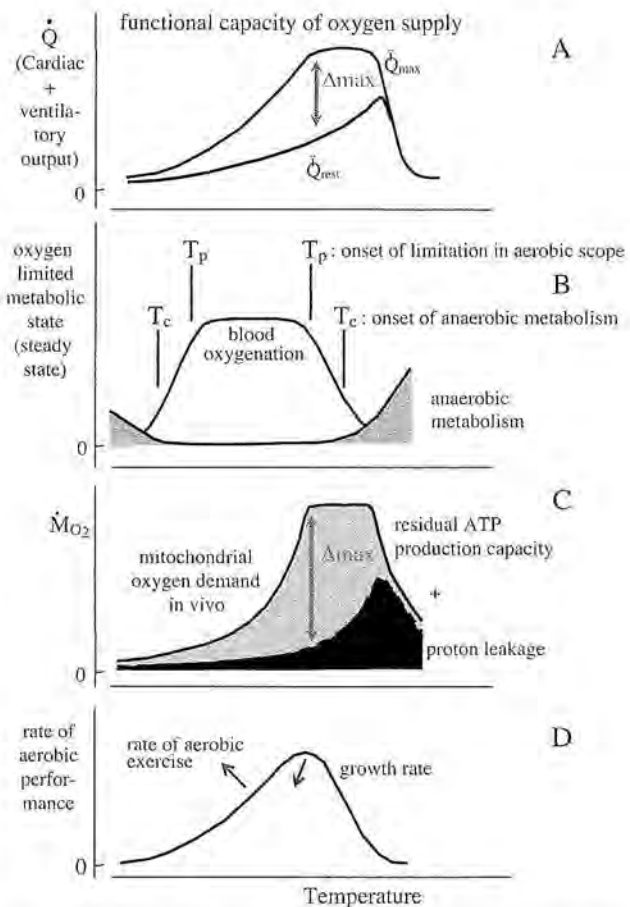 functional capacity of oxygen supply
Q̇
(Cardiac
+
ventila-
tory
output)
0
A
Q̇max
Δmax
Q̇rest
oxygen
limited
metabolic
state
(steady
state)
0
Tp
Tp : onset of limitation in aerobic scope
B
Tc
Tc : onset of anaerobic metabolism
blood
oxygenation
anaerobic
metabolism
C
ṀO2
0
mitochondrial
oxygen demand
in vivo
Δmax
residual ATP
production capacity
+
proton leakage
rate of
aerobic
perfor-
mance
0
D
rate of aerobic
exercise
growth rate
Temperature